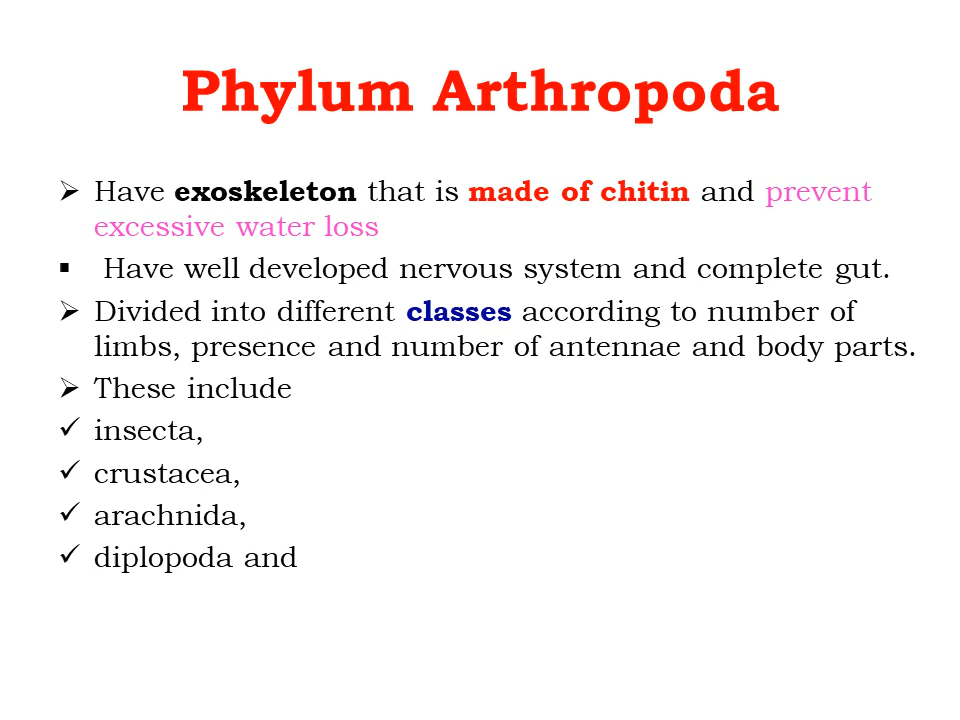 Phylum Arthropoda
➢ Have exoskeleton that is made of chitin and prevent
excessive water loss
▪ Have well developed nervous system and complete gut.
➢ Divided into different classes according to number of
limbs, presence and number of antennae and body parts.
➢ These include
✓ insecta,
✓ crustacea,
✓ arachnida,
✓ diplopoda and